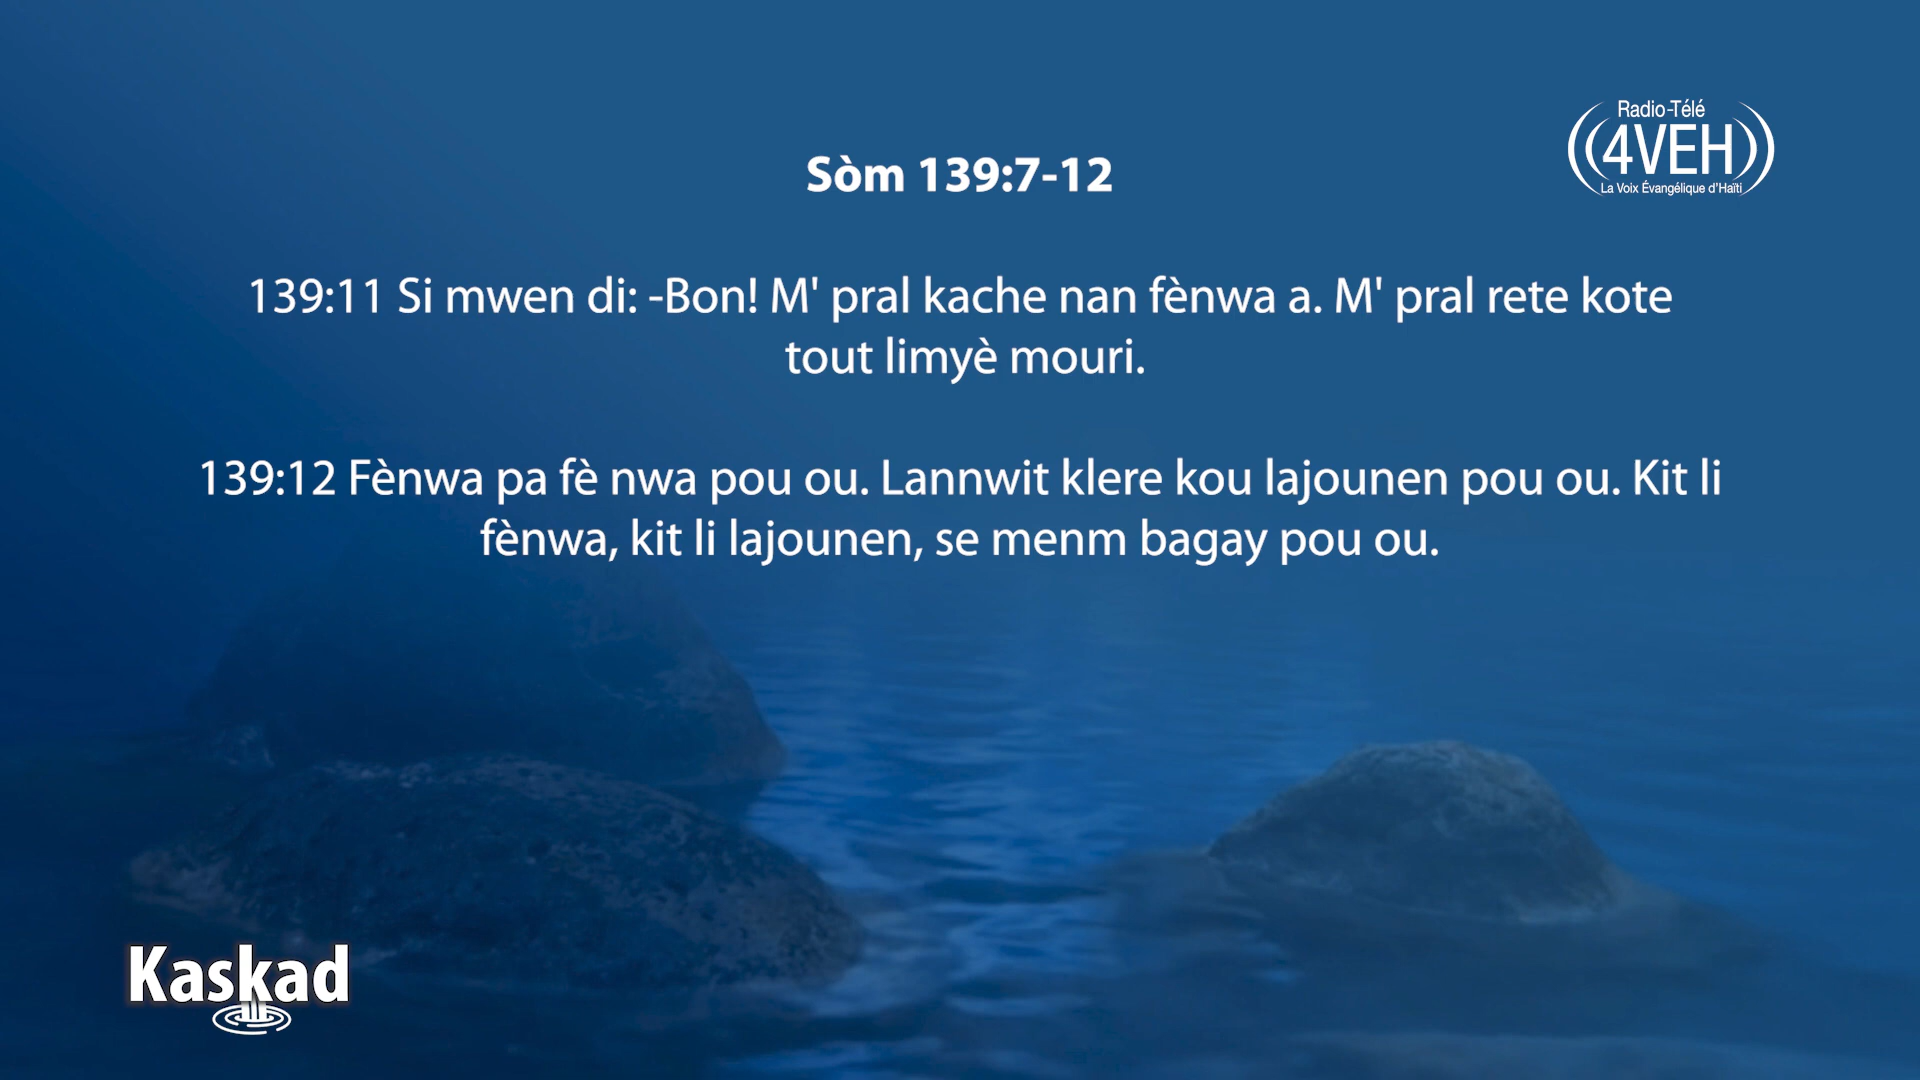 Radio-Télé
4VEH
La Voix Évangélique d'Haïti
Sòm 139:7-12
139:11 Si mwen di: -Bon! M' pral kache nan fènwa a. M' pral rete kote
tout limyè mouri.
139:12 Fènwa pa fè nwa pou ou. Lannwit klere kou lajounen pou ou. Kit li
fènwa, kit li lajounen, se menm bagay pou ou.
Kaskad